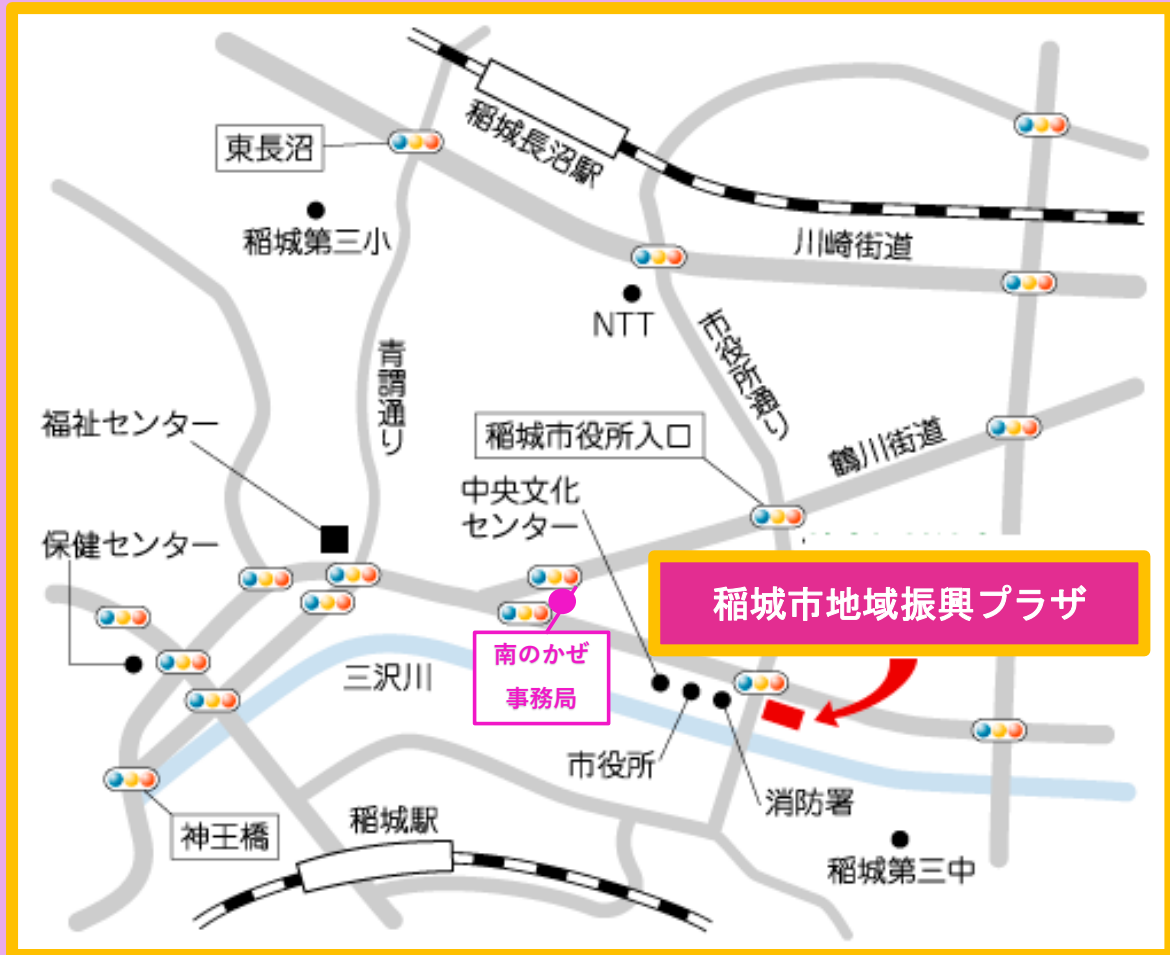 稲城長沼駅
東長沼
稲城第三小
川崎街道
NTT
市役所通り
青謂通り
福祉センター
稲城市役所入口
鶴川街道
中央文化
センター
保健センター
稲城市地域振興プラザ
南のかぜ
事務局
三沢川
市役所
消防署
稲城駅
神王橋
稲城第三中